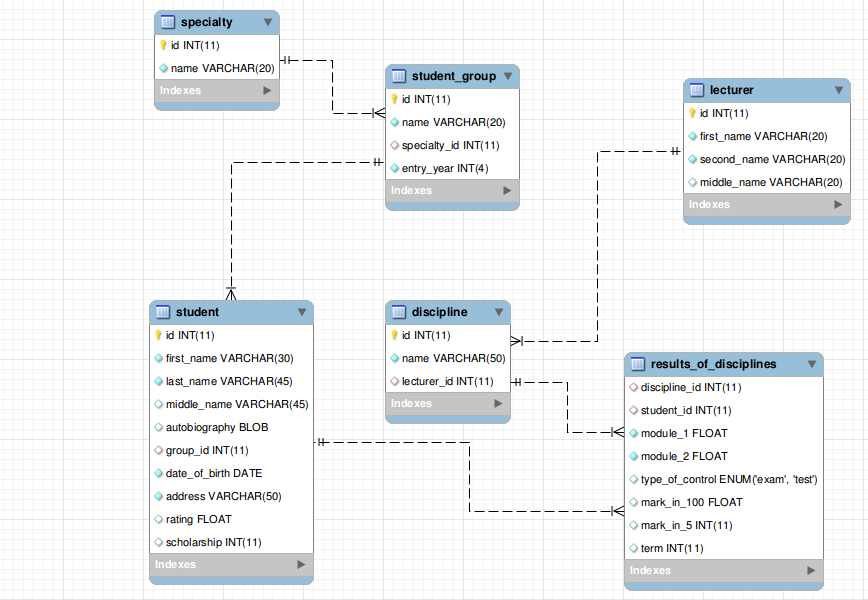 specialty
id INT(11)
name VARCHAR(20)
Indexes
student_group
id INT(11)
name VARCHAR(20)
specialty_id INT(11)
entry_year INT(4)
Indexes
lecturer
id INT(11)
first_name VARCHAR(20)
second_name VARCHAR(20)
middle_name VARCHAR(20)
Indexes
student
id INT(11)
first_name VARCHAR(30)
last_name VARCHAR(45)
middle_name VARCHAR(45)
autobiography BLOB
group_id INT(11)
date_of_birth DATE
address VARCHAR(50)
rating FLOAT
scholarship INT(11)
Indexes
discipline
id INT(11)
name VARCHAR(50)
lecturer_id INT(11)
Indexes
results_of_disciplines
discipline_id INT(11)
student_id INT(11)
module_1 FLOAT
module_2 FLOAT
type_of_control ENUM('exam', 'test')
mark_in_100 FLOAT
mark_in_5 INT(11)
term INT(11)
Indexes